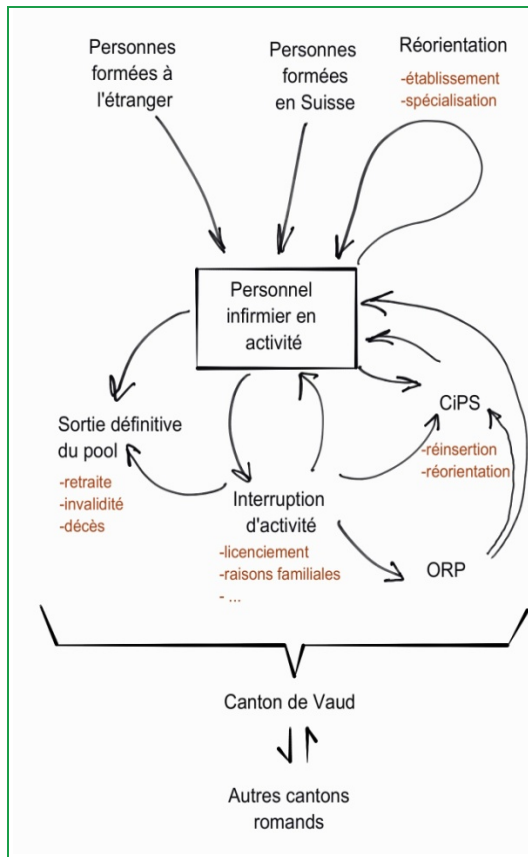 Personnes
formées à
l'étranger
Personnes
formées
en Suisse
Réorientation
-établissement
-spécialisation
Personnel
infirmier en
activité
CiPS
-réinsertion
-réorientation
Sortie définitive
du pool
-retraite
-invalidité
-décès
Interruption
d'activité
-licenciement
-raisons familiales
- ...
ORP
Canton de Vaud
Autres cantons
romands